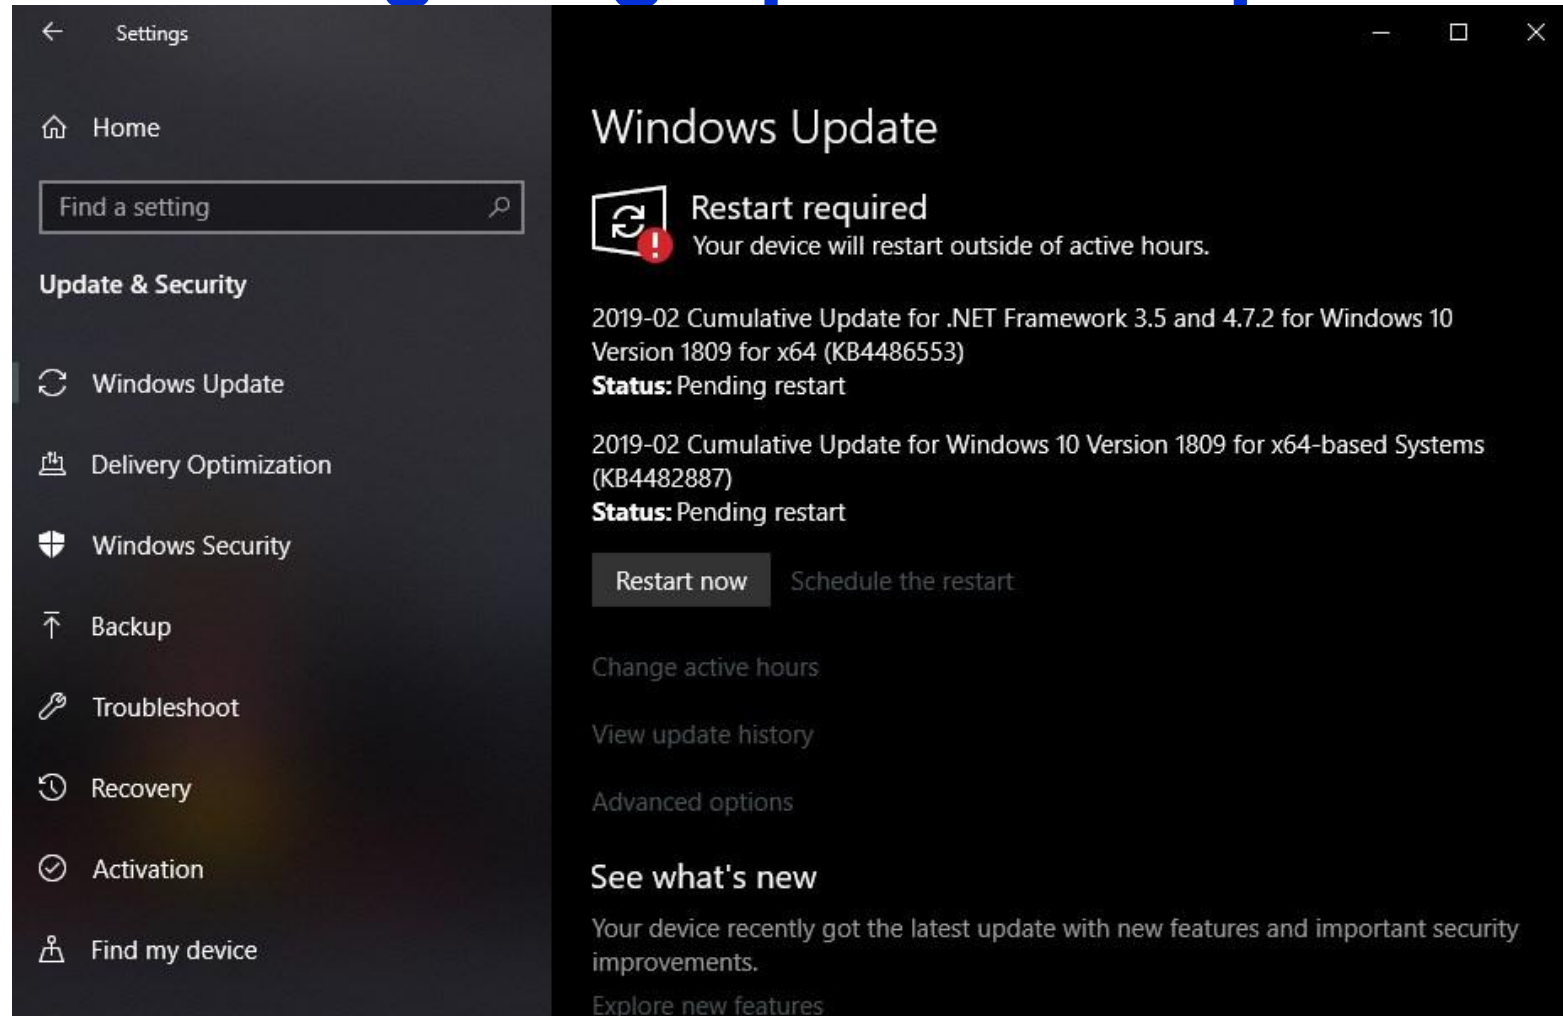 Settings
Home
Find a setting
Update & Security
Windows Update
Delivery Optimization
Windows Security
Backup
Troubleshoot
Recovery
Activation
Find my device
Windows Update
Restart required
Your device will restart outside of active hours.
2019-02 Cumulative Update for .NET Framework 3.5 and 4.7.2 for Windows 10
Version 1809 for x64 (KB4486553)
Status: Pending restart
2019-02 Cumulative Update for Windows 10 Version 1809 for x64-based Systems
(KB4482887)
Status: Pending restart
Restart now
Schedule the restart
Change active hours
View update history
Advanced options
See what's new
Your device recently got the latest update with new features and important security
improvements.
Explore new features